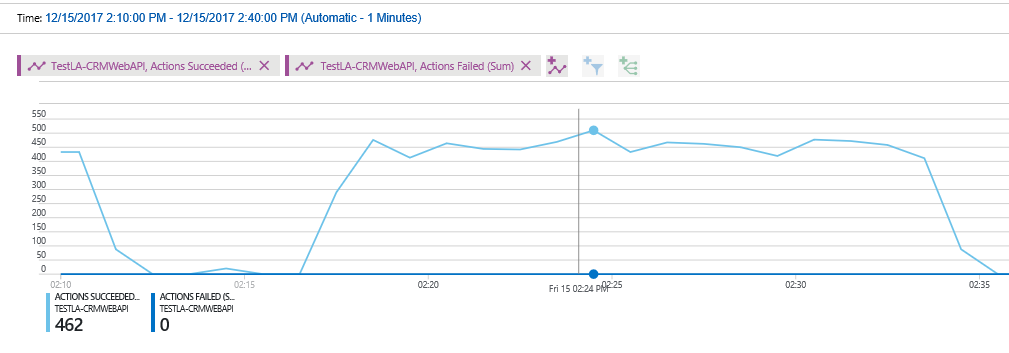 Time: 12/15/2017 2:10:00 PM - 12/15/2017 2:40:00 PM (Automatic - 1 Minutes)
TestLA-CRMWebAPI, Actions Succeeded (... TestLA-CRMWebAPI, Actions Failed (Sum)
550
500
450
400
350
300
250
200
150
100
50
0
02:10 02:15 02:20 02:25 02:30 02:35
Fri 15 02:24 PM
ACTIONS SUCCEEDED... ACTIONS FAILED (S...
TESTLA-CRMWEBAPI TESTLA-CRMWEBAPI
462 0